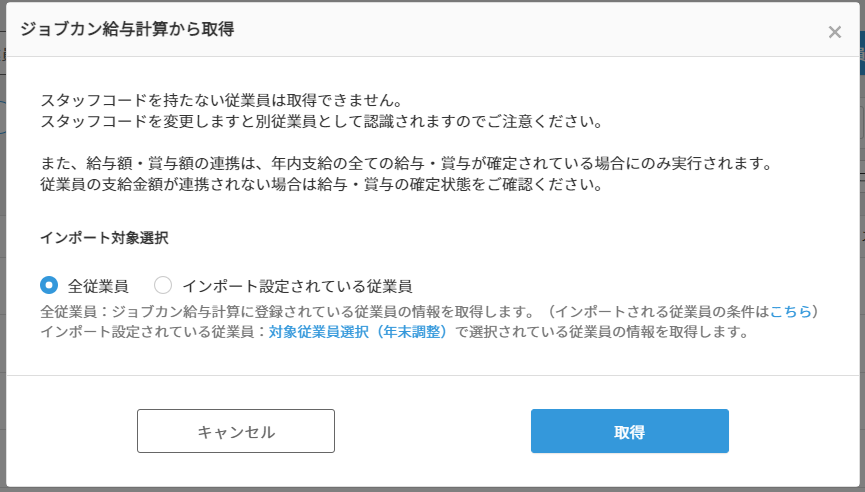 ジョブカン給与計算から取得
×
スタッフコードを持たない従業員は取得できません。
スタッフコードを変更しますと別従業員として認識されますのでご注意ください。
また、給与額・賞与額の連携は、年内支給の全ての給与・賞与が確定されている場合にのみ実行されます。
従業員の支給金額が連携されない場合は給与・賞与の確定状態をご確認ください。
インポート対象選択
全従業員 インポート設定されている従業員
全従業員：ジョブカン給与計算に登録されている従業員の情報を取得します。（インポートされる従業員の条件はこちら）
インポート設定されている従業員：対象従業員選択（年末調整）で選択されている従業員の情報を取得します。
キャンセル 取得